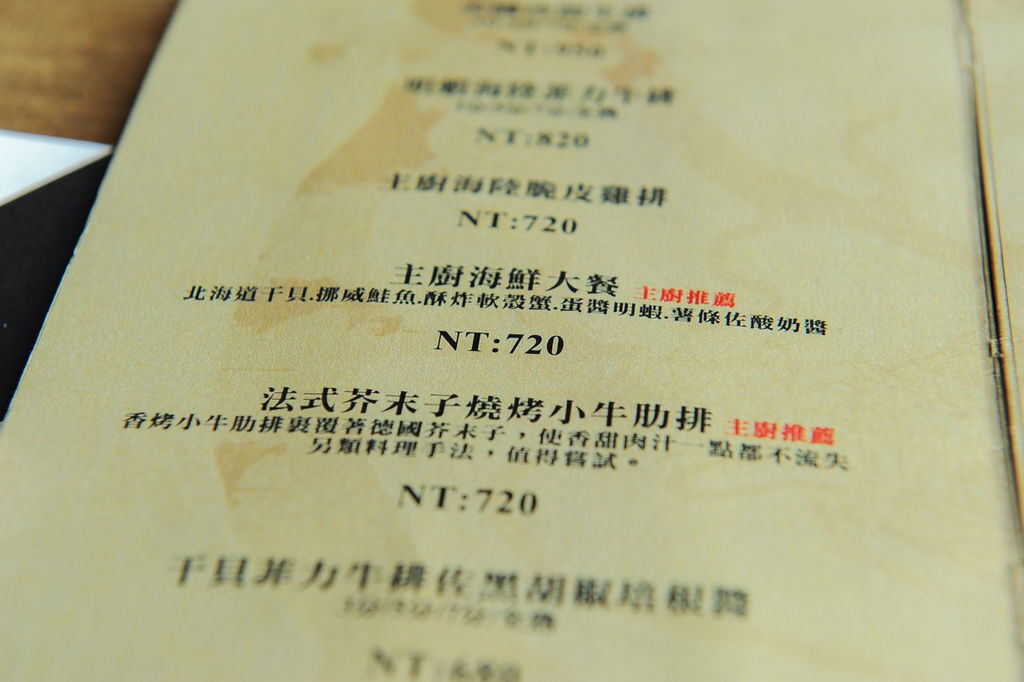 NT:820
主廚海陸脆皮雞排
NT:720
主廚海鮮大餐 主廚推薦
北海道干貝.挪威鮭魚.酥炸軟殼蟹.蛋醬明蝦.薯條佐酸奶醬
NT:720
法式芥末子燒烤小牛肋排 主廚推薦
香烤小牛肋排裹覆著德國芥末子，使香甜肉汁一點都不流失
另類料理手法，值得嘗試。
NT:720
干貝菲力牛排佐黑胡椒培根醬